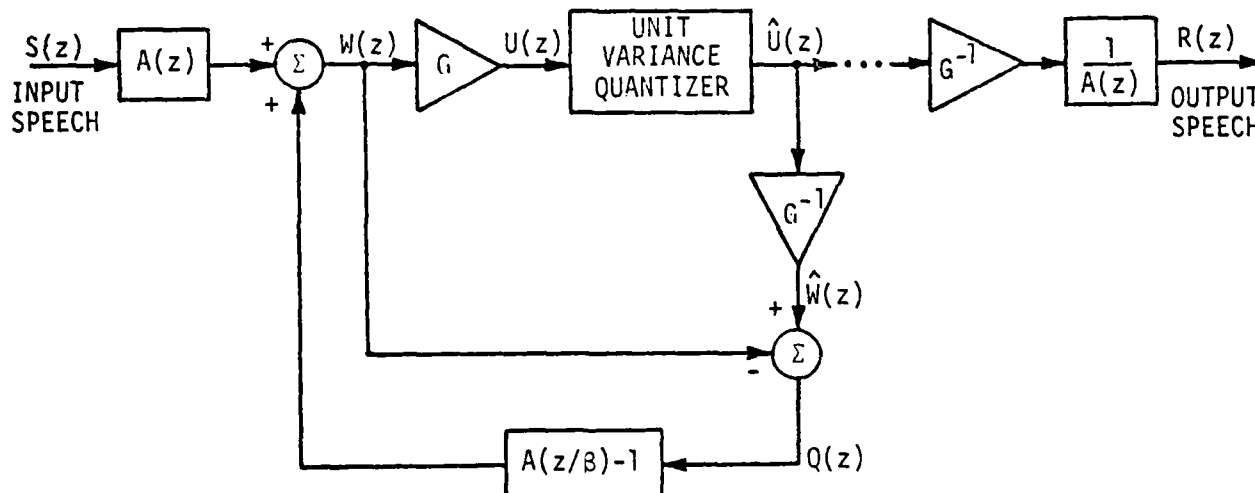 S(z)
INPUT
SPEECH
A(z)
+
+
Σ
W(z)
G
U(z)
UNIT
VARIANCE
QUANTIZER
Û(z)
G⁻¹
1
A(z)
R(z)
OUTPUT
SPEECH
G⁻¹
Ŵ(z)
+
Σ
-
A(z/β)-1
Q(z)